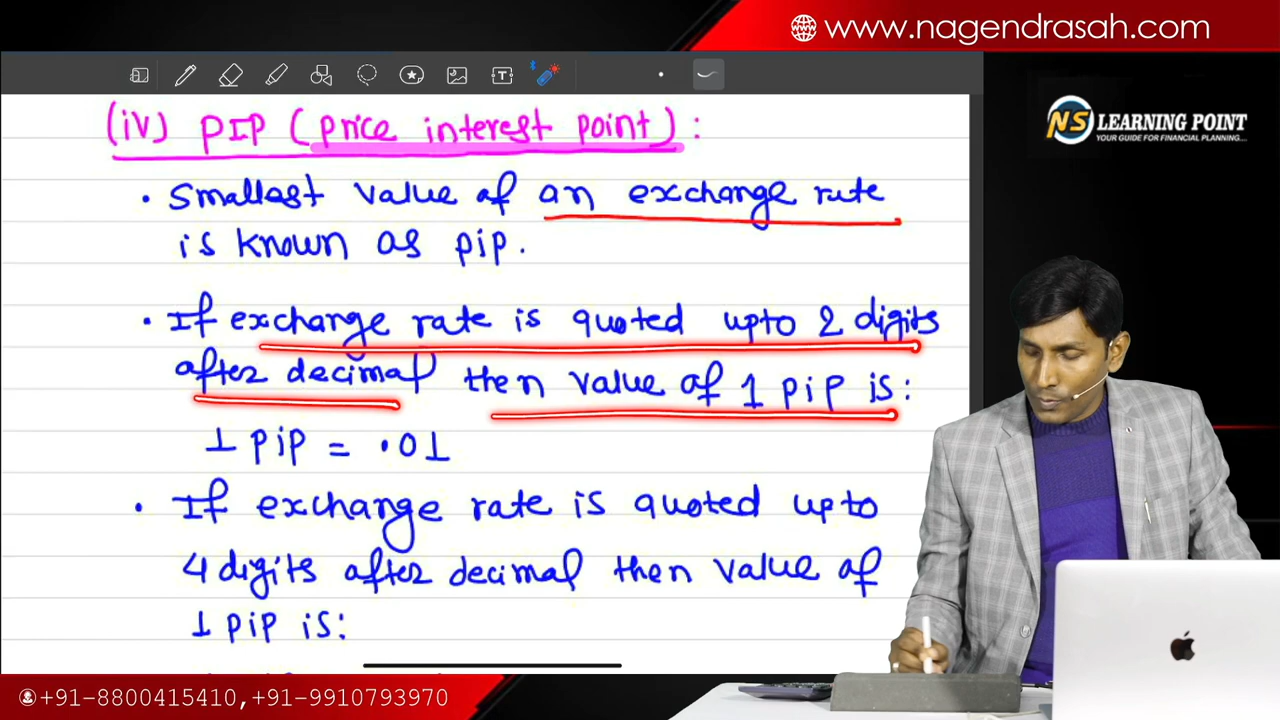 www.nagendrasah.com
NS LEARNING POINT
YOUR GUIDE FOR FINANCIAL PLANNING....
(iv) PIP (price interest point) :
• Smallest value of an exchange rate
is known as pip.
• If exchange rate is quoted upto 2 digits
after decimal then value of 1 pip is:
1 pip = .01
• If exchange rate is quoted upto
4 digits after decimal then value of
1 pip is:
+91-8800415410,+91-9910793970